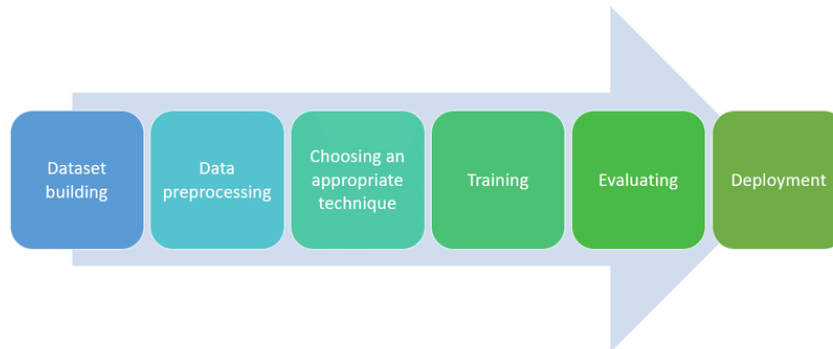 Dataset
building
Data
preprocessing
Choosing an
appropriate
technique
Training
Evaluating
Deployment